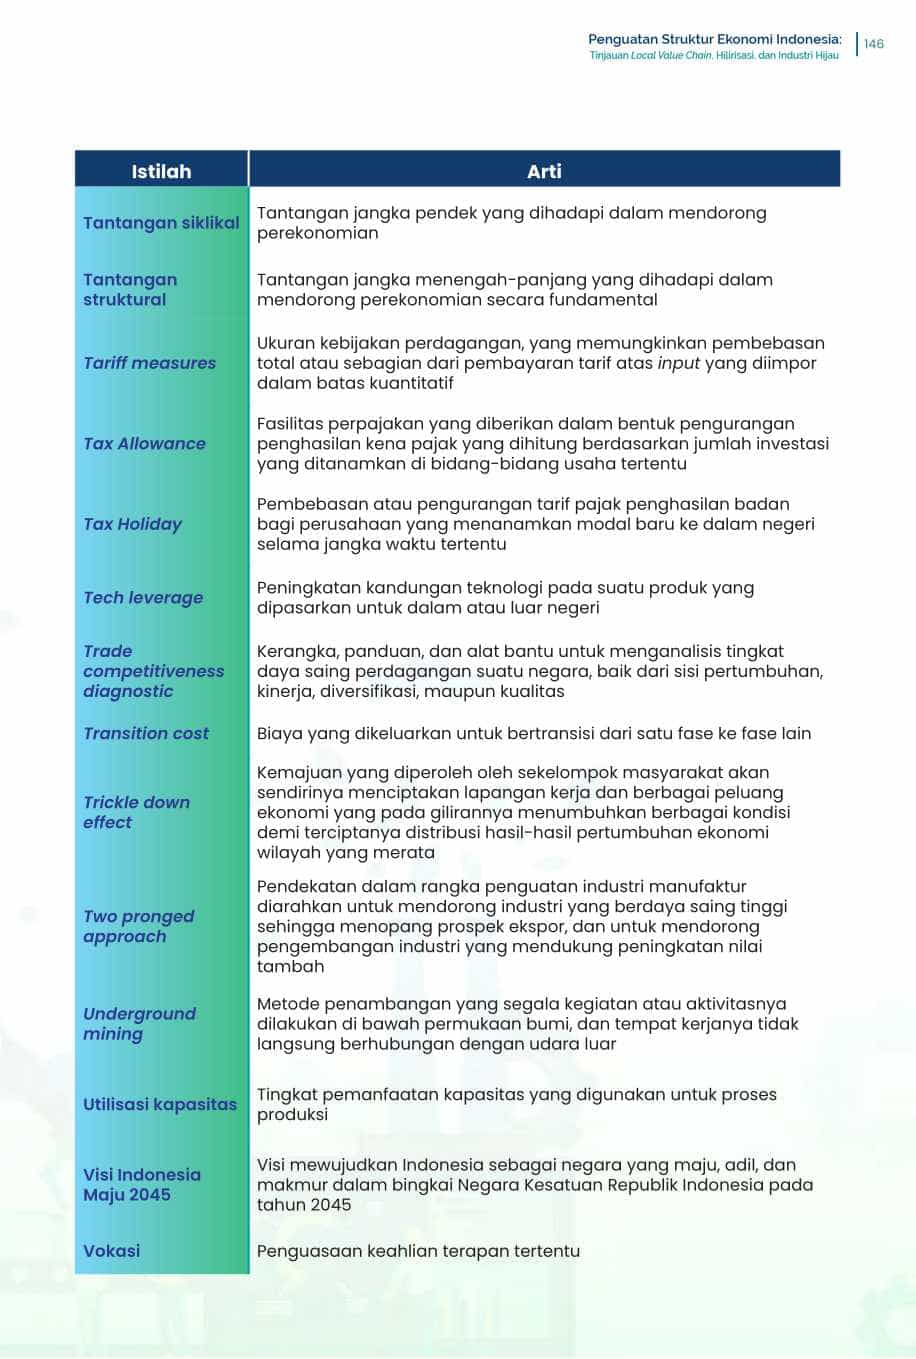 Penguatan Struktur Ekonomi Indonesia:
Tinjauan Local Value Chain, Hilirisasi, dan Industri Hijau
146
Istilah
Arti
Tantangan siklikal
Tantangan jangka pendek yang dihadapi dalam mendorong
perekonomian
Tantangan
struktural
Tantangan jangka menengah-panjang yang dihadapi dalam
mendorong perekonomian secara fundamental
Tariff measures
Ukuran kebijakan perdagangan, yang memungkinkan pembebasan
total atau sebagian dari pembayaran tarif atas input yang diimpor
dalam batas kuantitatif
Tax Allowance
Fasilitas perpajakan yang diberikan dalam bentuk pengurangan
penghasilan kena pajak yang dihitung berdasarkan jumlah investasi
yang ditanamkan di bidang-bidang usaha tertentu
Tax Holiday
Pembebasan atau pengurangan tarif pajak penghasilan badan
bagi perusahaan yang menanamkan modal baru ke dalam negeri
selama jangka waktu tertentu
Tech leverage
Peningkatan kandungan teknologi pada suatu produk yang
dipasarkan untuk dalam atau luar negeri
Trade
competitiveness
diagnostic
Kerangka, panduan, dan alat bantu untuk menganalisis tingkat
daya saing perdagangan suatu negara, baik dari sisi pertumbuhan,
kinerja, diversifikasi, maupun kualitas
Transition cost
Biaya yang dikeluarkan untuk bertransisi dari satu fase ke fase lain
Trickle down
effect
Kemajuan yang diperoleh oleh sekelompok masyarakat akan
sendirinya menciptakan lapangan kerja dan berbagai peluang
ekonomi yang pada gilirannya menumbuhkan berbagai kondisi
demi terciptanya distribusi hasil-hasil pertumbuhan ekonomi
wilayah yang merata
Two pronged
approach
Pendekatan dalam rangka penguatan industri manufaktur
diarahkan untuk mendorong industri yang berdaya saing tinggi
sehingga menopang prospek ekspor, dan untuk mendorong
pengembangan industri yang mendukung peningkatan nilai
tambah
Underground
mining
Metode penambangan yang segala kegiatan atau aktivitasnya
dilakukan di bawah permukaan bumi, dan tempat kerjanya tidak
langsung berhubungan dengan udara luar
Utilisasi kapasitas
Tingkat pemanfaatan kapasitas yang digunakan untuk proses
produksi
Visi Indonesia
Maju 2045
Visi mewujudkan Indonesia sebagai negara yang maju, adil, dan
makmur dalam bingkai Negara Kesatuan Republik Indonesia pada
tahun 2045
Vokasi
Penguasaan keahlian terapan tertentu